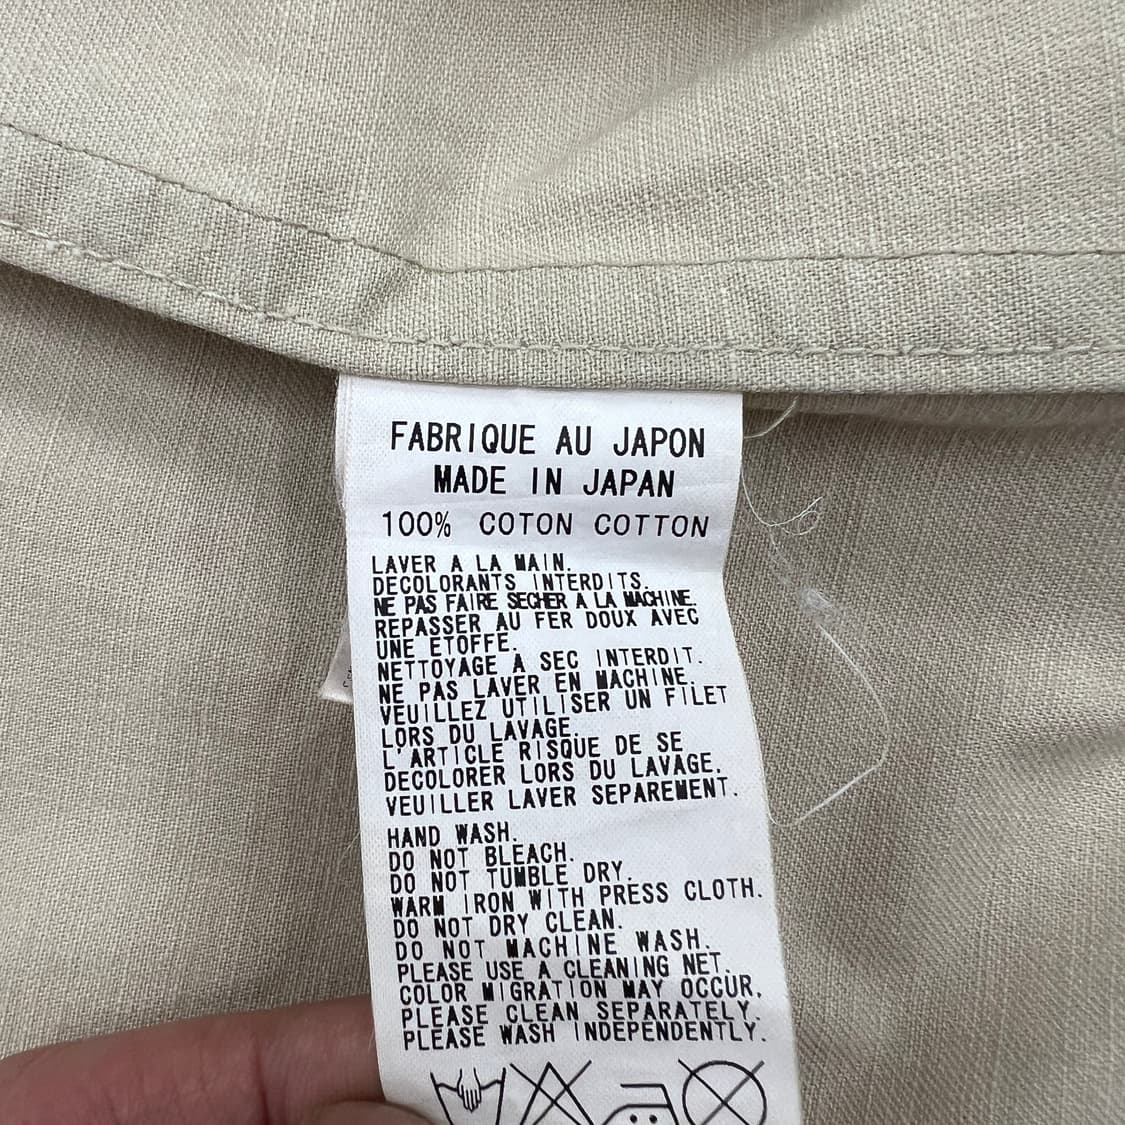 FABRIQUE AU JAPON
MADE IN JAPAN
100% COTON COTTON
LAVER A LA MAIN.
DECOLORANTS INTERDITS.
NE PAS FAIRE SECHER A LA MACHINE.
REPASSER AU FER DOUX AVEC
UNE ETOFFE.
NETTOYAGE A SEC INTERDIT.
NE PAS LAVER EN MACHINE.
VEUILLEZ UTILISER UN FILET
LORS DU LAVAGE.
L'ARTICLE RISQUE DE SE
DECOLORER LORS DU LAVAGE.
VEUILLER LAVER SEPAREMENT.
HAND WASH.
DO NOT BLEACH.
DO NOT TUMBLE DRY.
WARM IRON WITH PRESS CLOTH.
DO NOT DRY CLEAN.
DO NOT MACHINE WASH.
PLEASE USE A CLEANING NET.
COLOR MIGRATION MAY OCCUR.
PLEASE CLEAN SEPARATELY.
PLEASE WASH INDEPENDENTLY.